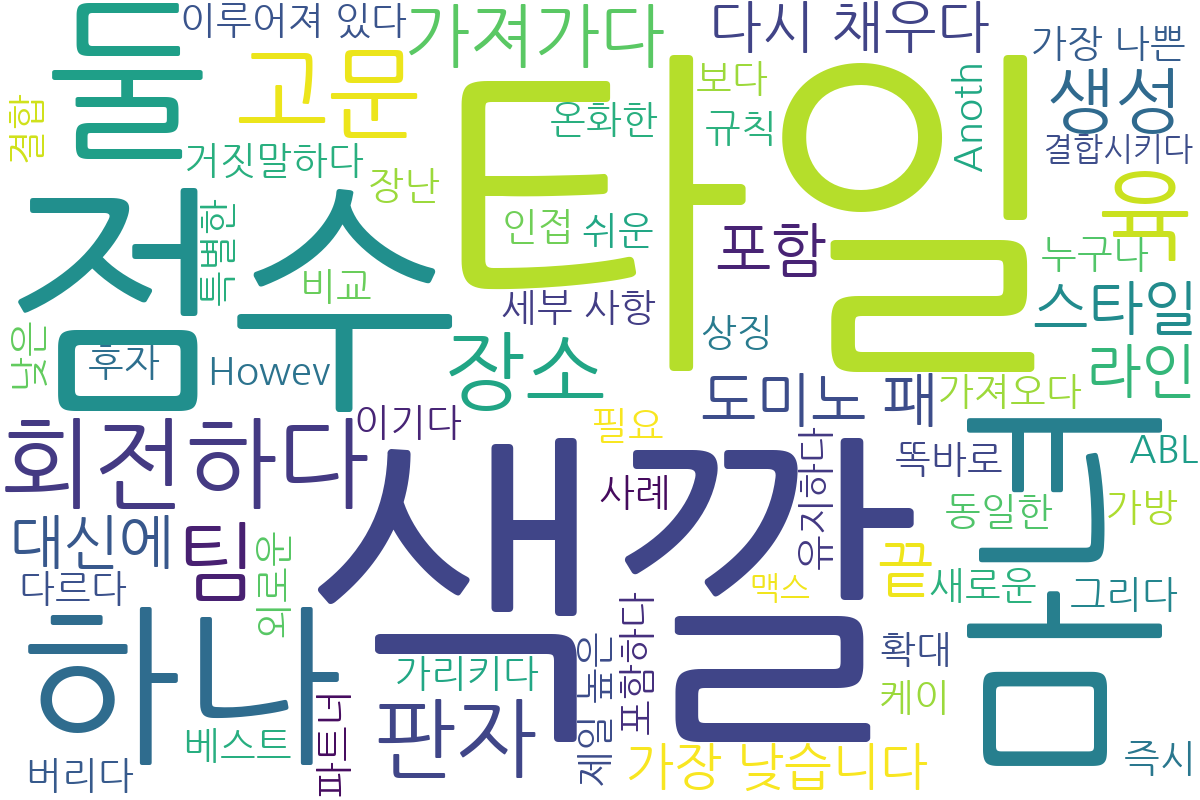 이루어져 있다
가져가다
다시 채우다
가장 나쁜
둘
고문
타일
보다
온화한
규칙
Anoth
생성
결합
거짓말하다
장난
결합시키다
육
점수
특별한
인접
쉬운
포함
누구나
비교
세부 사항
스타일
낮은
후자
Howev
장소
상징
라인
도미노 패
가져오다
회전하다
이기다
필요
색깔
유지하다
똑바로
큐
ABL
사례
동일한
가방
대신에
팀
외로운
끝
다르다
맥스
새로운
그리다
하나
포함하다
몸
가리키다
제일 높은
확대
케이
파트너
판자
베스트
버리다
가장 낮습니다
즉시